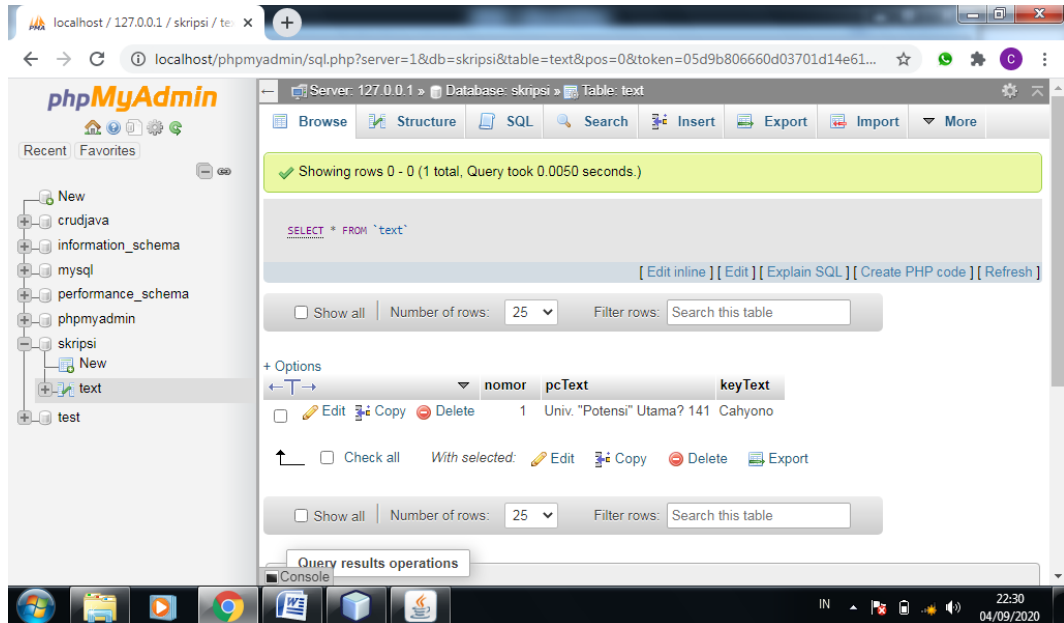 localhost / 127.0.0.1 / skripsi / te
localhost/phpmyadmin/sql.php?server=1&db=skripsi&table=text&pos=0&token=05d9b806660d03701d14e61...
C
phpMyAdmin
Recent Favorites
New
crudjava
information_schema
mysql
performance_schema
phpmyadmin
skripsi
New
text
test
Server: 127.0.0.1 » Database: skripsi » Table: text
Browse Structure SQL Search Insert Export Import More
Showing rows 0 - 0 (1 total, Query took 0.0050 seconds.)
SELECT * FROM `text`
[ Edit inline ] [ Edit ] [ Explain SQL ] [ Create PHP code ] [ Refresh ]
Show all Number of rows: 25 Filter rows: Search this table
+ Options
nomor pcText keyText
Edit Copy Delete 1 Univ. "Potensi" Utama? 141 Cahyono
Check all With selected: Edit Copy Delete Export
Show all Number of rows: 25 Filter rows: Search this table
Query results operations
Console
IN 22:30
04/09/2020